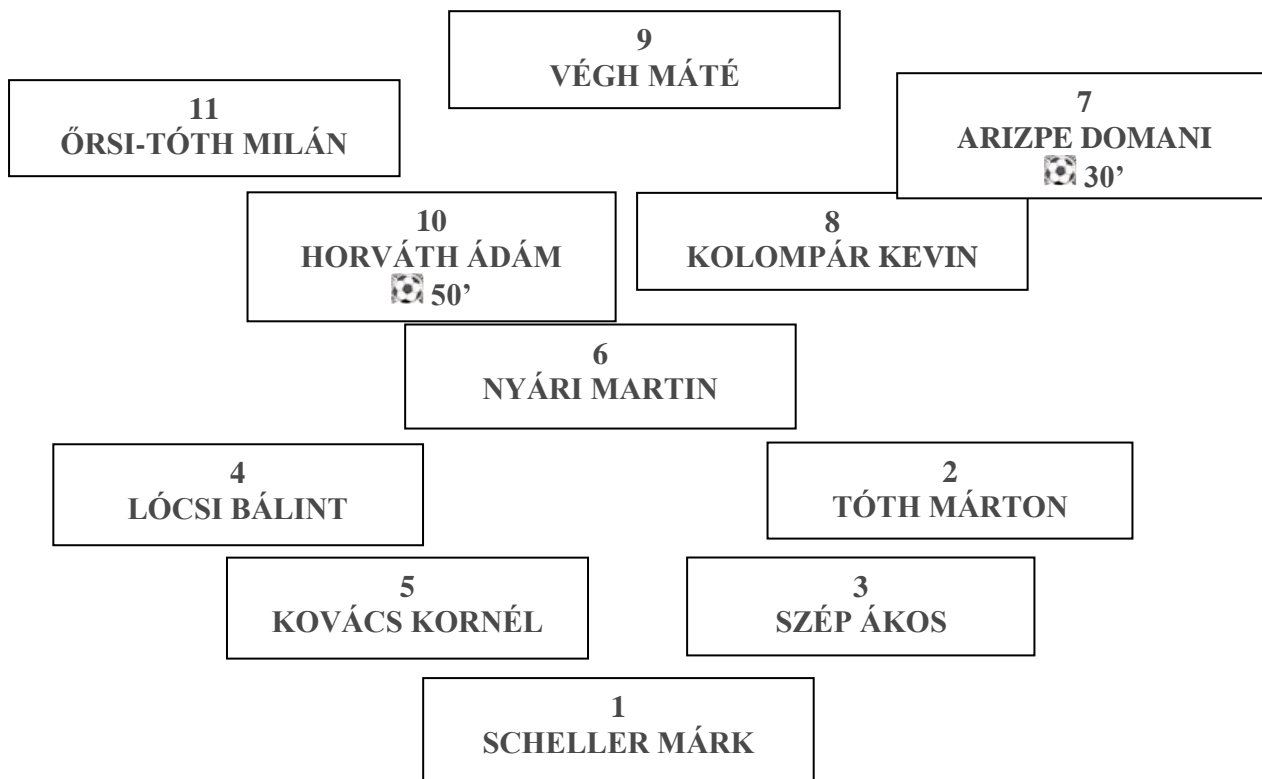 9
VÉGH MÁTÉ
11
ŐRSI-TÓTH MILÁN
7
ARIZPE DOMANI
30’
10
HORVÁTH ÁDÁM
50’
8
KOLOMPÁR KEVIN
6
NYÁRI MARTIN
4
LÓCSI BÁLINT
2
TÓTH MÁRTON
5
KOVÁCS KORNÉL
3
SZÉP ÁKOS
1
SCHELLER MÁRK